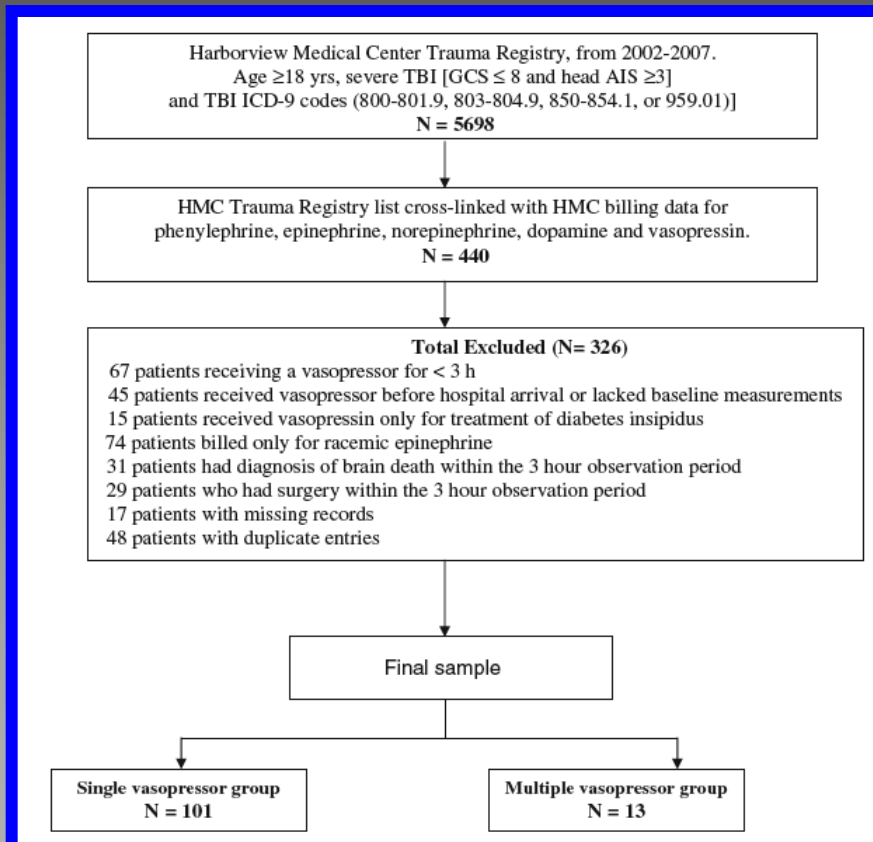 Harborview Medical Center Trauma Registry, from 2002-2007.
Age ≥18 yrs, severe TBI [GCS ≤ 8 and head AIS ≥3]
and TBI ICD-9 codes (800-801.9, 803-804.9, 850-854.1, or 959.01)]
N = 5698
HMC Trauma Registry list cross-linked with HMC billing data for
phenylephrine, epinephrine, norepinephrine, dopamine and vasopressin.
N = 440
Total Excluded (N= 326)
67 patients receiving a vasopressor for < 3 h
45 patients received vasopressor before hospital arrival or lacked baseline measurements
15 patients received vasopressin only for treatment of diabetes insipidus
74 patients billed only for racemic epinephrine
31 patients had diagnosis of brain death within the 3 hour observation period
29 patients who had surgery within the 3 hour observation period
17 patients with missing records
48 patients with duplicate entries
Final sample
Single vasopressor group
N = 101
Multiple vasopressor group
N = 13